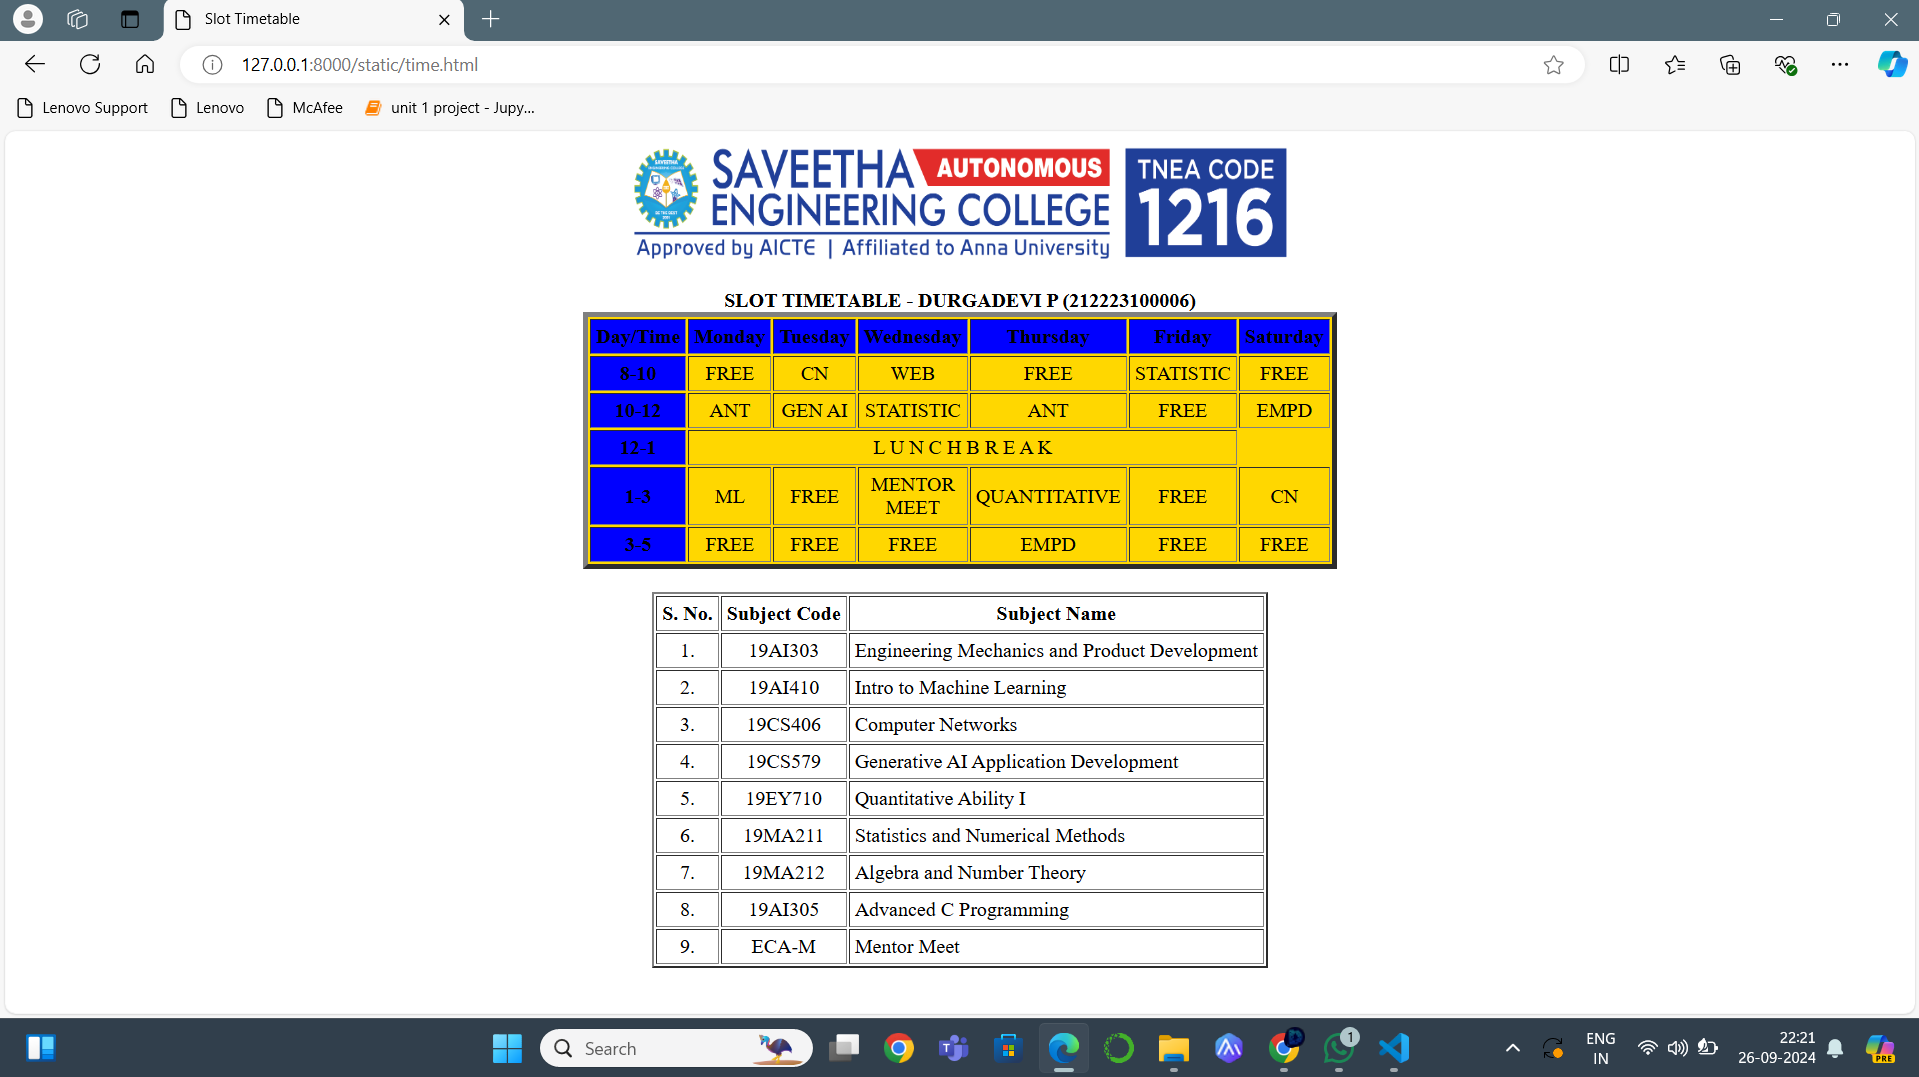 Slot Timetable
127.0.0.1:8000/static/time.html
Lenovo Support Lenovo McAfee unit 1 project - Jupy...
SAVEETHA AUTONOMOUS
ENGINEERING COLLEGE
Approved by AICTE | Affiliated to Anna University
TNEA CODE
1216
SLOT TIMETABLE - DURGADEVI P (212223100006)
Day/Time Monday Tuesday Wednesday Thursday Friday Saturday
8-10 FREE CN WEB FREE STATISTIC FREE
10-12 ANT GEN AI STATISTIC ANT FREE EMPD
12-1 L U N C H B R E A K
1-3 ML FREE MENTOR MEET QUANTITATIVE FREE CN
3-5 FREE FREE FREE EMPD FREE FREE
S. No. Subject Code Subject Name
1. 19AI303 Engineering Mechanics and Product Development
2. 19AI410 Intro to Machine Learning
3. 19CS406 Computer Networks
4. 19CS579 Generative AI Application Development
5. 19EY710 Quantitative Ability I
6. 19MA211 Statistics and Numerical Methods
7. 19MA212 Algebra and Number Theory
8. 19AI305 Advanced C Programming
9. ECA-M Mentor Meet
Search
1
ENG
IN
22:21
26-09-2024
PRE